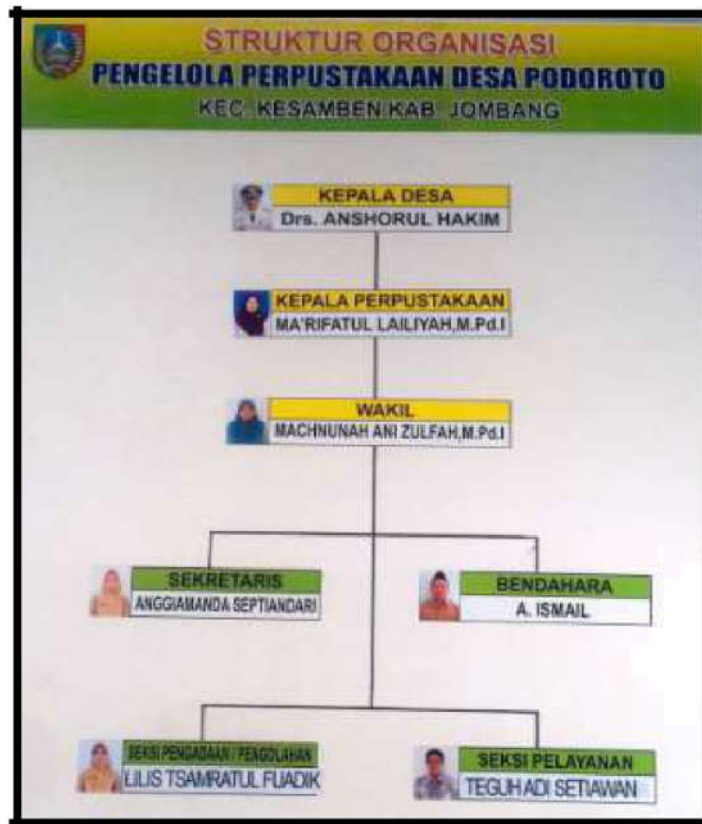 STRUKTUR ORGANISASI
PENGELOLA PERPUSTAKAAN DESA PODOROTO
KEC. KESAMBEN KAB. JOMBANG
KEPALA DESA
Drs. ANSHORUL HAKIM
KEPALA PERPUSTAKAAN
MA'RIFATUL LAILIYAH,M.Pd.I
WAKIL
MACHNUNAH ANI ZULFAH,M.Pd.I
SEKRETARIS
ANGGIAMANDA SEPTIANDARI
BENDAHARA
A. ISMAIL
SEKSI PENGADAAN / PENGOLAHAN
LILIS TSAMRATUL FUADIK
SEKSI PELAYANAN
TEGUH ADI SETIAWAN